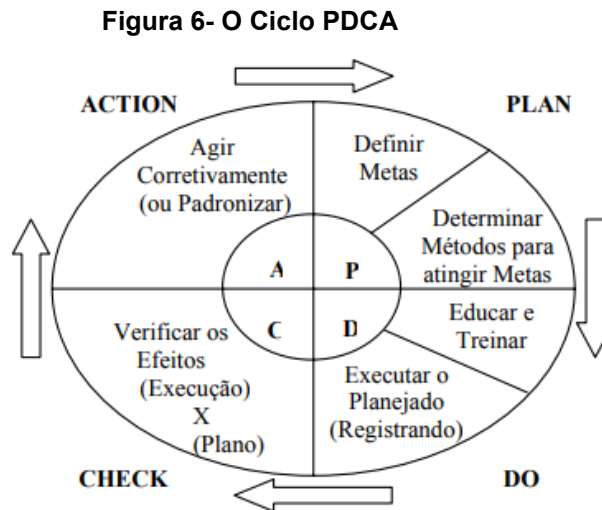 Figura 6- O Ciclo PDCA
ACTION
PLAN
Agir
Corretivamente
(ou Padronizar)
Definir
Metas
Determinar
Métodos para
atingir Metas
A
P
C
D
Educar e
Treinar
Verificar os
Efeitos
(Execução)
X
(Plano)
Executar o
Planejado
(Registrando)
CHECK
DO